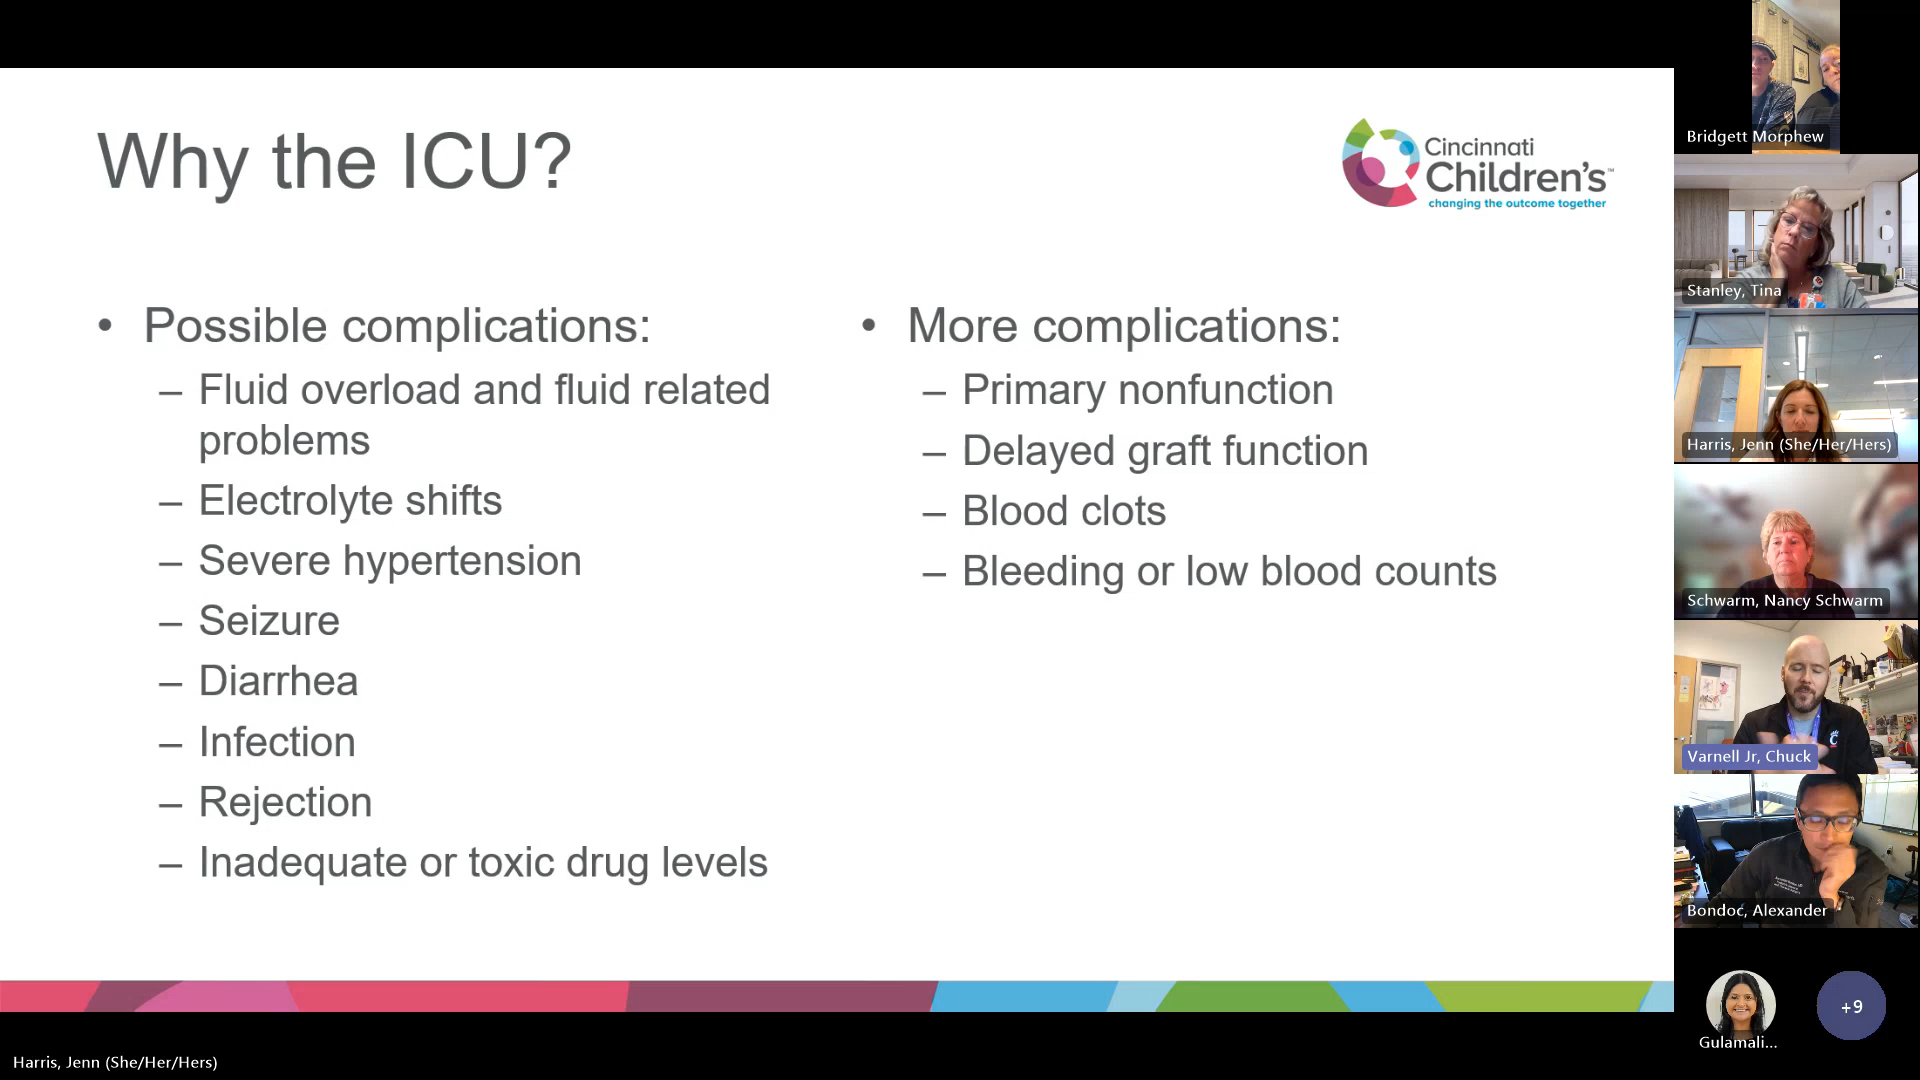 Why the ICU?
Cincinnati
Children's™
changing the outcome together
• Possible complications:
– Fluid overload and fluid related
problems
– Electrolyte shifts
– Severe hypertension
– Seizure
– Diarrhea
– Infection
– Rejection
– Inadequate or toxic drug levels
• More complications:
– Primary nonfunction
– Delayed graft function
– Blood clots
– Bleeding or low blood counts
Bridgett Morphew
Stanley, Tina
Harris, Jenn (She/Her/Hers)
Schwarm, Nancy Schwarm
Varnell Jr, Chuck
Bondoc, Alexander
Gulamali...
+9
Harris, Jenn (She/Her/Hers)